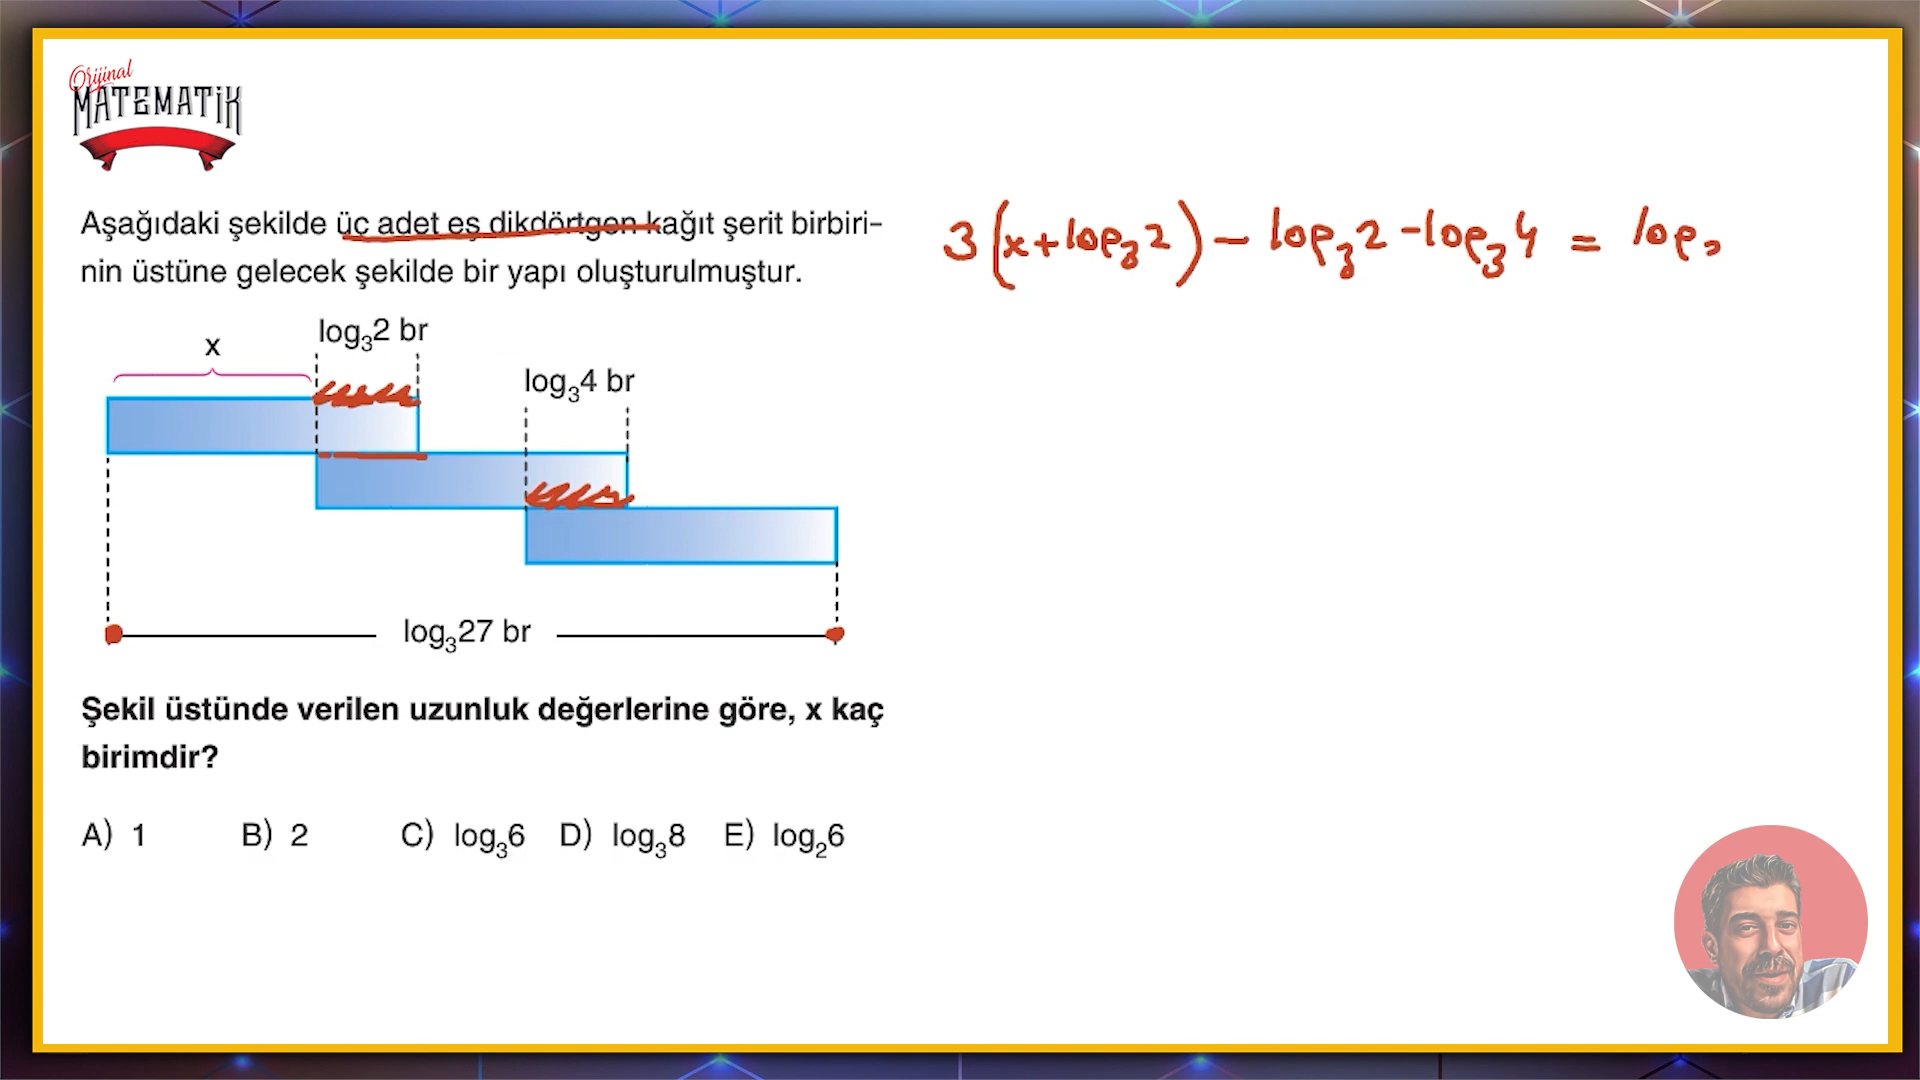 Orijinal
MATEMATİK
Aşağıdaki şekilde üç adet eş dikdörtgen kağıt şerit birbiri-
nin üstüne gelecek şekilde bir yapı oluşturulmuştur.
3(x+log₃2) - log₃2 - log₃4 = log₃
log₃2 br
x
log₃4 br
log₃27 br
Şekil üstünde verilen uzunluk değerlerine göre, x kaç
birimdir?
A) 1 B) 2 C) log₃6 D) log₃8 E) log₂6